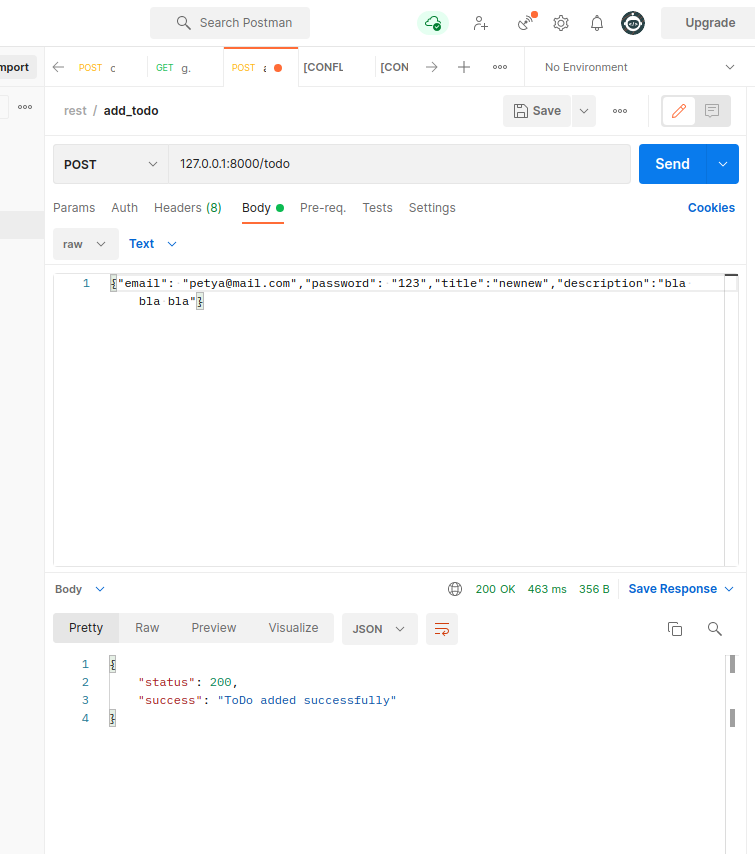 Search Postman
Upgrade
mport
POST c
GET g.
POST a
[CONFL
[CON
No Environment
rest / add_todo
Save
POST
127.0.0.1:8000/todo
Send
Params Auth Headers (8) Body Pre-req. Tests Settings
Cookies
raw
Text
1 {"email": "petya@mail.com","password": "123","title":"newnew","description":"bla
bla bla"}
Body
200 OK 463 ms 356 B
Save Response
Pretty Raw Preview Visualize
JSON
1 {
2 "status": 200,
3 "success": "ToDo added successfully"
4 }